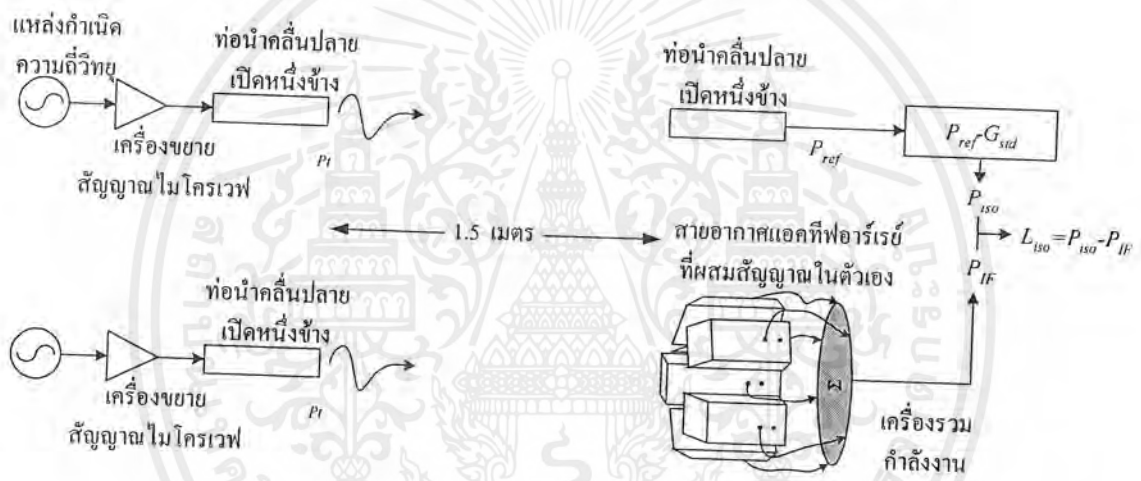 แหล่งกำเนิด
ความถี่วิทยุ
ท่อนำคลื่นปลาย
เปิดหนึ่งข้าง
เครื่องขยาย
สัญญาณไมโครเวฟ
Pt
ท่อนำคลื่นปลาย
เปิดหนึ่งข้าง
P_ref
P_ref-G_std
P_iso
L_iso=P_iso-P_IF
P_IF
1.5 เมตร
สายอากาศแอคทีฟอาร์เรย์
ที่ผสมสัญญาณในตัวเอง
ท่อนำคลื่นปลาย
เปิดหนึ่งข้าง
เครื่องขยาย
สัญญาณไมโครเวฟ
Pt
Σ
เครื่องรวม
กำลังงาน